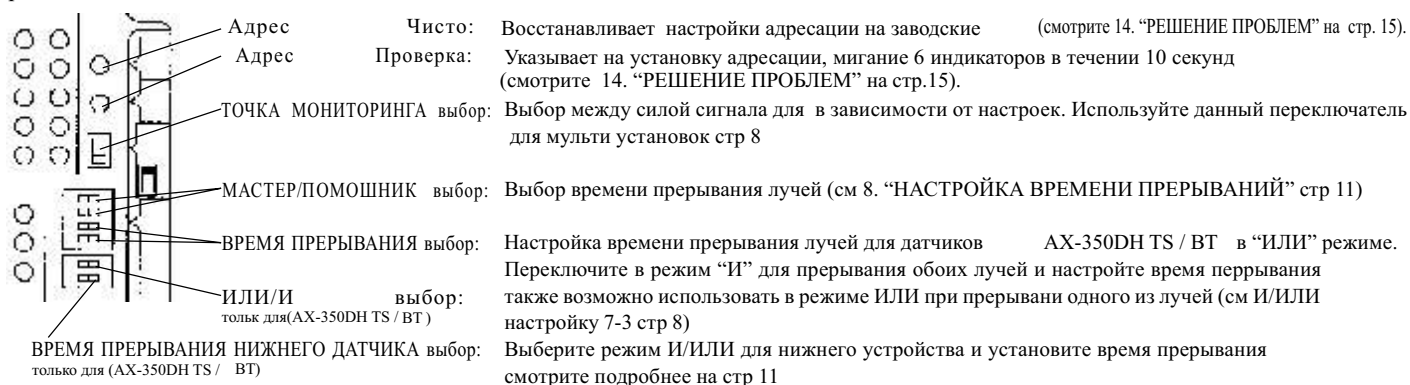 Адрес Чисто: Восстанавливает настройки адресации на заводские (смотрите 14. “РЕШЕНИЕ ПРОБЛЕМ” на стр. 15).
Адрес Проверка: Указывает на установку адресации, мигание 6 индикаторов в течении 10 секунд
(смотрите 14. “РЕШЕНИЕ ПРОБЛЕМ” на стр.15).
ТОЧКА МОНИТОРИНГА выбор: Выбор между силой сигнала для в зависимости от настроек. Используйте данный переключатель
для мульти установок стр 8
МАСТЕР/ПОМОШНИК выбор: Выбор времени прерывания лучей (см 8. “НАСТРОЙКА ВРЕМЕНИ ПРЕРЫВАНИЙ” стр 11)
ВРЕМЯ ПРЕРЫВАНИЯ выбор: Настройка времени прерывания лучей для датчиков AX-350DH TS / BT в “ИЛИ” режиме.
Переключите в режим “И” для прерывания обоих лучей и настройте время перрывания
ИЛИ/И выбор: также возможно использовать в режиме ИЛИ при прерывани одного из лучей (см И/ИЛИ
тольк для(AX-350DH TS / BT ) настройку 7-3 стр 8)
ВРЕМЯ ПРЕРЫВАНИЯ НИЖНЕГО ДАТЧИКА выбор: Выберите режим И/ИЛИ для нижнего устройства и установите время прерывания
только для (AX-350DH TS / BT) смотрите подробнее на стр 11